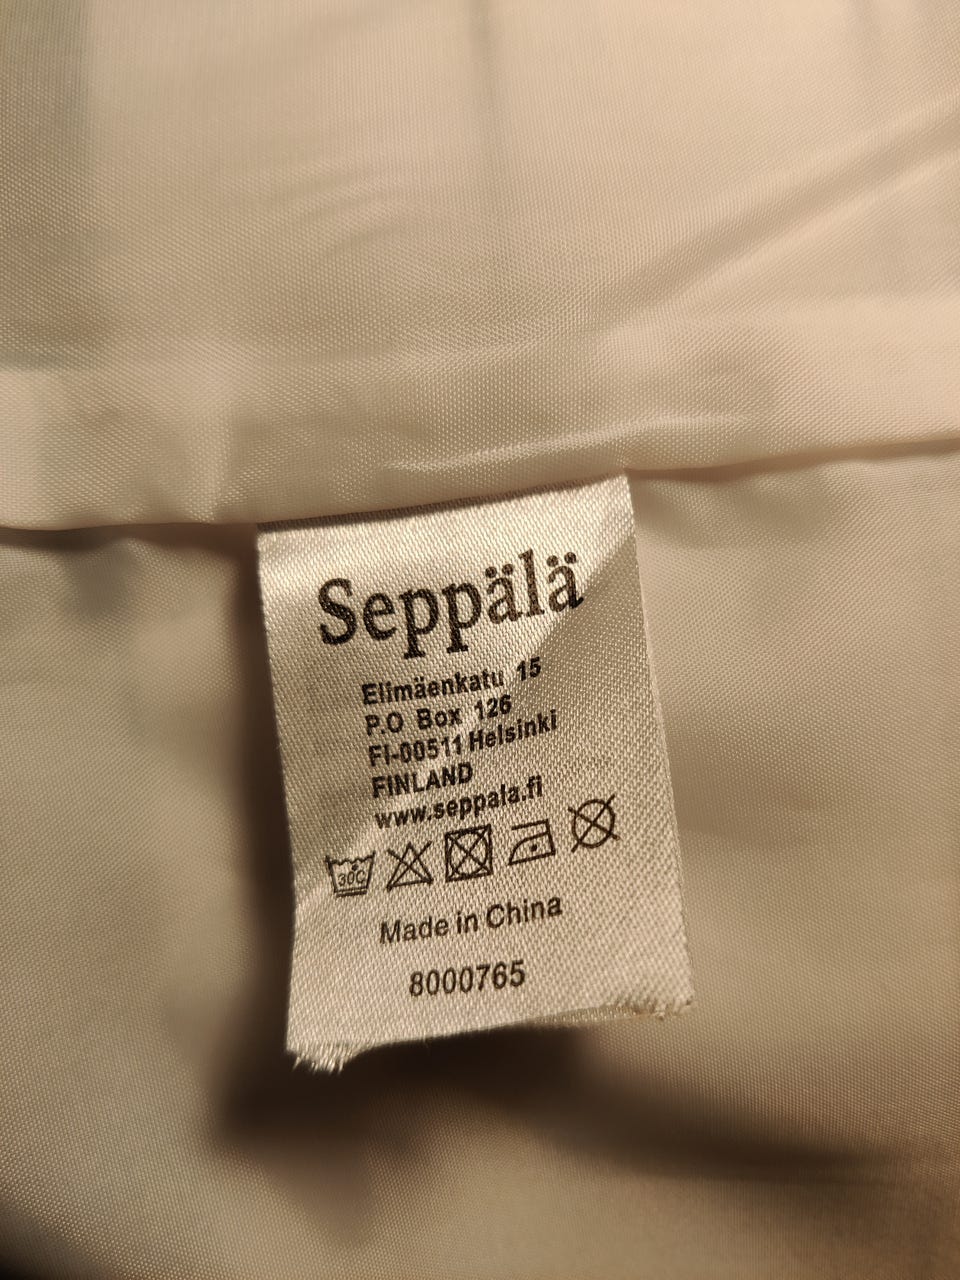 Seppälä
Elimäenkatu 15
P.O Box 126
FI-00511 Helsinki
FINLAND
www.seppala.fi
30C
Made in China
8000765